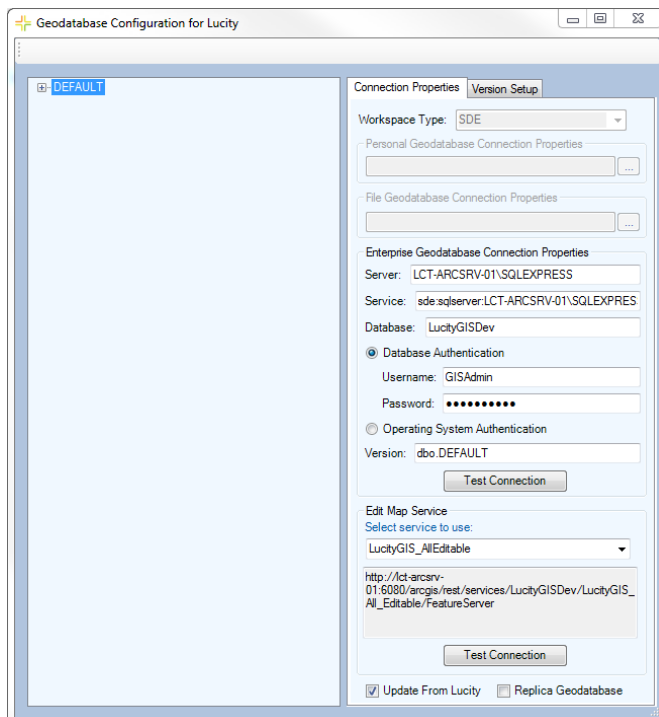 Geodatabase Configuration for Lucity
DEFAULT
Connection Properties
Version Setup
Workspace Type: SDE
Personal Geodatabase Connection Properties
...
File Geodatabase Connection Properties
...
Enterprise Geodatabase Connection Properties
Server: LCT-ARCSRV-01\SQLEXPRESS
Service: sde:sqlserver:LCT-ARCSRV-01\SQLEXPRES
Database: LucityGISDev
Database Authentication
Username: GISAdmin
Password: ●●●●●●●●●●
Operating System Authentication
Version: dbo.DEFAULT
Test Connection
Edit Map Service
Select service to use:
LucityGIS_AllEditable
http://lct-arcsrv-
01:6080/arcgis/rest/services/LucityGISDev/LucityGIS_
All_Editable/FeatureServer
Test Connection
Update From Lucity
Replica Geodatabase